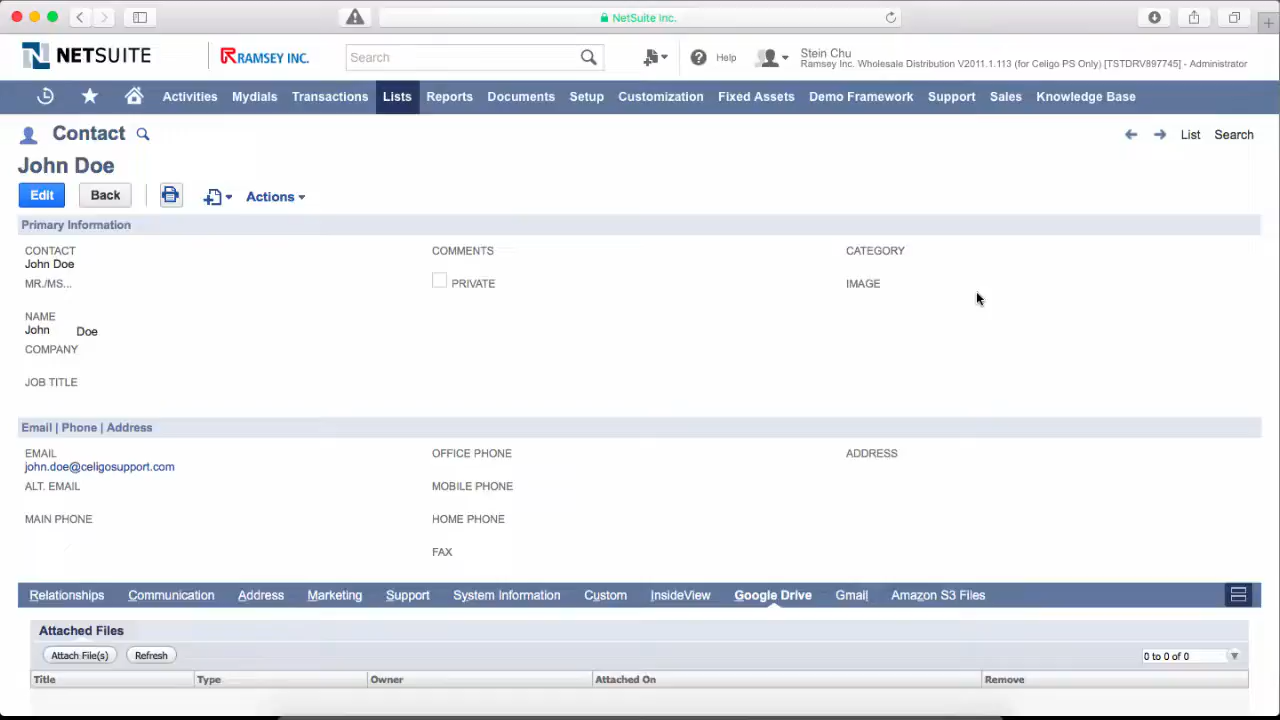 NetSuite Inc.
NETSUITE
RAMSEY INC.
Search
Help
Stein Chu
Ramsey Inc. Wholesale Distribution V2011.1.113 (for Celigo PS Only) [TSTDRV897745] - Administrator
Activities Mydials Transactions Lists Reports Documents Setup Customization Fixed Assets Demo Framework Support Sales Knowledge Base
Contact
List Search
John Doe
Edit Back Actions
Primary Information
CONTACT COMMENTS CATEGORY
John Doe
MR./MS... PRIVATE IMAGE
NAME
John Doe
COMPANY
JOB TITLE
Email | Phone | Address
EMAIL OFFICE PHONE ADDRESS
john.doe@celigosupport.com
ALT. EMAIL MOBILE PHONE
MAIN PHONE HOME PHONE
FAX
Relationships Communication Address Marketing Support System Information Custom InsideView Google Drive Gmail Amazon S3 Files
Attached Files
Attach File(s) Refresh 0 to 0 of 0
Title Type Owner Attached On Remove